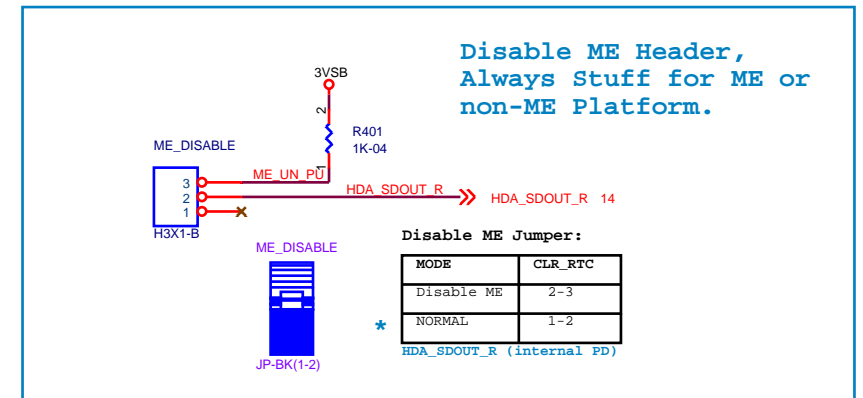 Disable ME Header,
Always Stuff for ME or
non-ME Platform.
3VSB
2
R401
1K-04
1
ME_DISABLE
3
ME_UN_PU
2
HDA_SDOUT_R
HDA_SDOUT_R 14
1
H3X1-B
ME_DISABLE
JP-BK(1-2)
Disable ME Jumper:
MODE CLR_RTC
Disable ME 2-3
* NORMAL 1-2
HDA_SDOUT_R (internal PD)